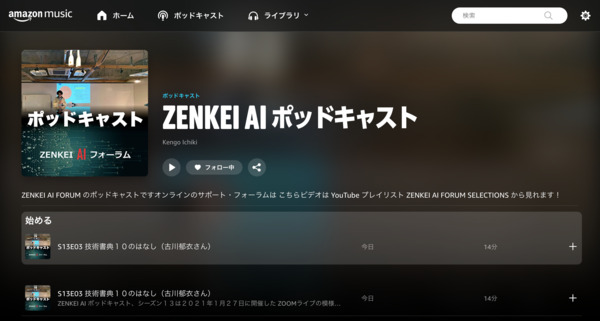 amazon music
ホーム
ポッドキャスト
ライブラリ
検索
ポッドキャスト
ZENKEI AI フォーラム
ポッドキャスト
ZENKEI AI ポッドキャスト
Kengo Ichiki
フォロー中
ZENKEI AI FORUM のポッドキャストですオンラインのサポート・フォーラムは こちらビデオは YouTube プレイリスト ZENKEI AI FORUM SELECTIONS から見れます！
始める
S13E03 技術書典１０のはなし（古川郁衣さん） 今日 14分
S13E03 技術書典１０のはなし（古川郁衣さん） 今日 14分
ZENKEI AI ポッドキャスト、シーズン１３は２０２１年１月２７日に開催した ZOOMライブの模様...